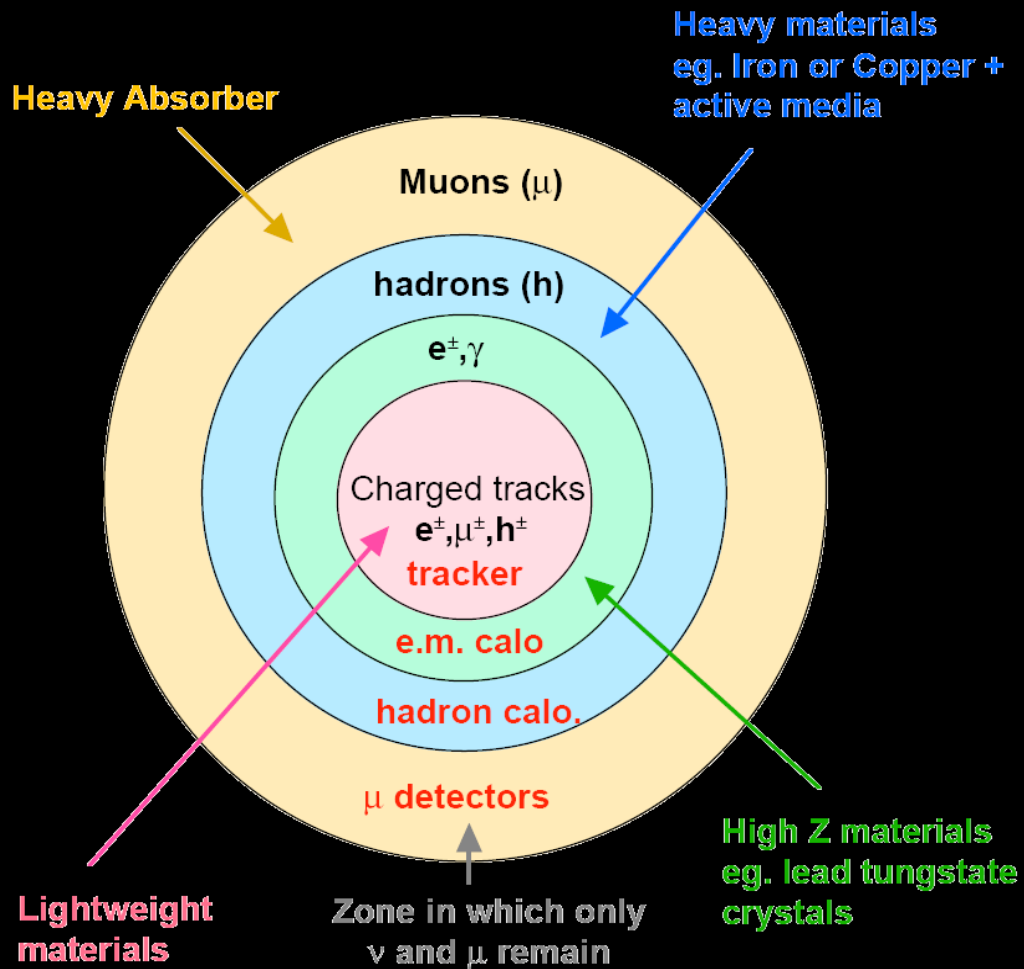 Heavy materials
eg. Iron or Copper +
active media
Heavy Absorber
Muons (μ)
hadrons (h)
e±,γ
Charged tracks
e±,μ±,h±
tracker
e.m. calo
hadron calo.
μ detectors
High Z materials
eg. lead tungstate
crystals
Lightweight
materials
Zone in which only
ν and μ remain